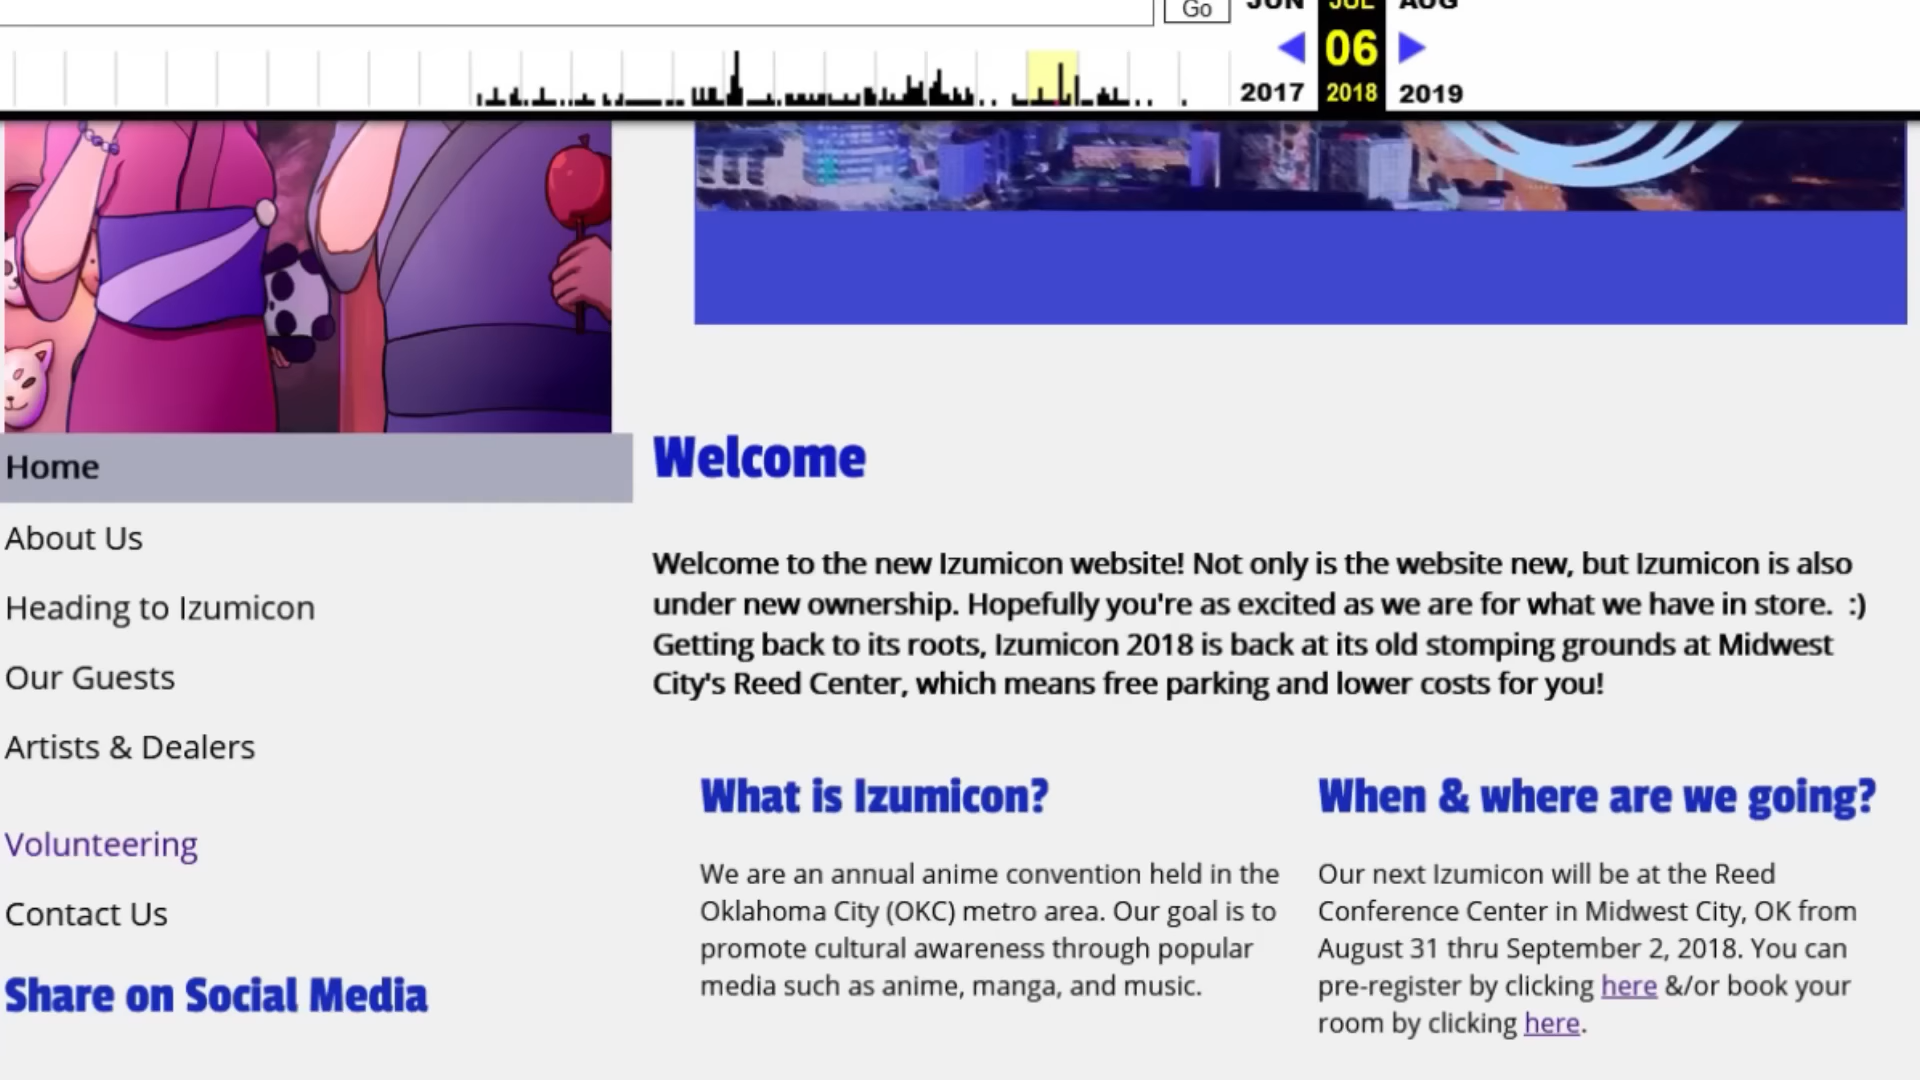 Go
JUN JUL AUG
06
2017 2018 2019
Home
About Us
Heading to Izumicon
Our Guests
Artists & Dealers
Volunteering
Contact Us
Share on Social Media
Welcome
Welcome to the new Izumicon website! Not only is the website new, but Izumicon is also
under new ownership. Hopefully you're as excited as we are for what we have in store. :)
Getting back to its roots, Izumicon 2018 is back at its old stomping grounds at Midwest
City's Reed Center, which means free parking and lower costs for you!
What is Izumicon?
We are an annual anime convention held in the
Oklahoma City (OKC) metro area. Our goal is to
promote cultural awareness through popular
media such as anime, manga, and music.
When & where are we going?
Our next Izumicon will be at the Reed
Conference Center in Midwest City, OK from
August 31 thru September 2, 2018. You can
pre-register by clicking here &/or book your
room by clicking here.